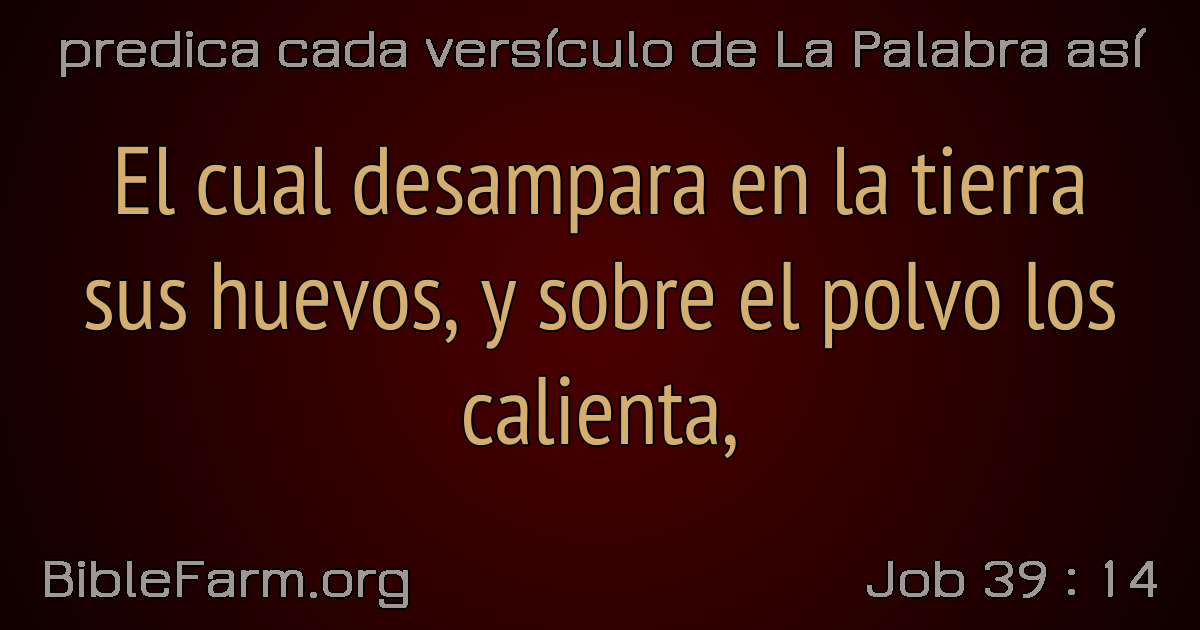 predica cada versículo de La Palabra así
El cual desampara en la tierra
sus huevos, y sobre el polvo los
calienta,
BibleFarm.org
Job 39 : 14